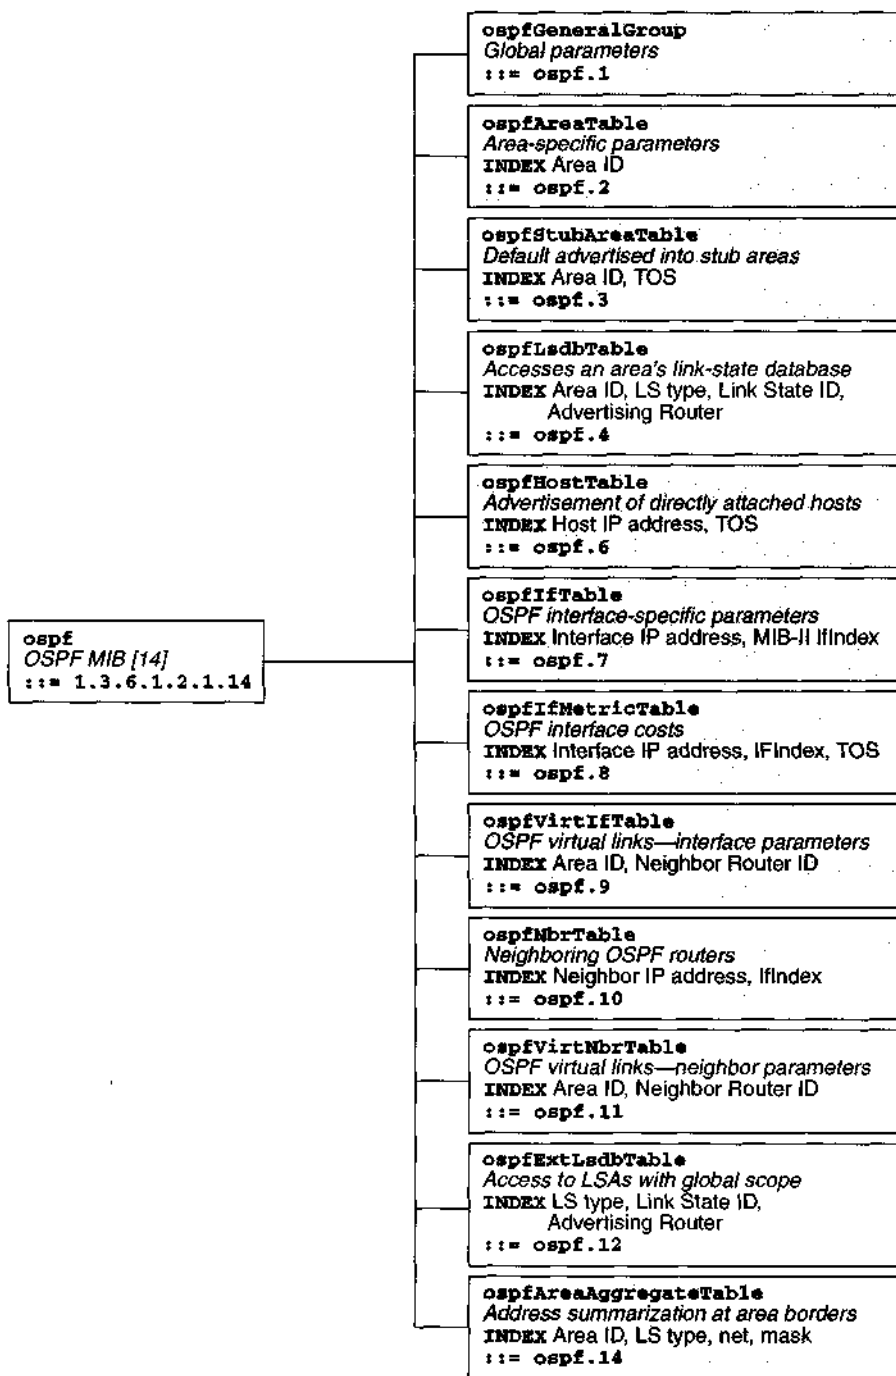 ospfGeneralGroup
Global parameters
::= ospf.1
ospfAreaTable
Area-specific parameters
INDEX Area ID
::= ospf.2
ospfStubAreaTable
Default advertised into stub areas
INDEX Area ID, TOS
::= ospf.3
ospfLsdbTable
Accesses an area's link-state database
INDEX Area ID, LS type, Link State ID,
Advertising Router
::= ospf.4
ospfHostTable
Advertisement of directly attached hosts
INDEX Host IP address, TOS
::= ospf.6
ospf
OSPF MIB [14]
::= 1.3.6.1.2.1.14
ospfIfTable
OSPF interface-specific parameters
INDEX Interface IP address, MIB-II IfIndex
::= ospf.7
ospfIfMetricTable
OSPF interface costs
INDEX Interface IP address, IFIndex, TOS
::= ospf.8
ospfVirtIfTable
OSPF virtual links—interface parameters
INDEX Area ID, Neighbor Router ID
::= ospf.9
ospfNbrTable
Neighboring OSPF routers
INDEX Neighbor IP address, IfIndex
::= ospf.10
ospfVirtNbrTable
OSPF virtual links—neighbor parameters
INDEX Area ID, Neighbor Router ID
::= ospf.11
ospfExtLsdbTable
Access to LSAs with global scope
INDEX LS type, Link State ID,
Advertising Router
::= ospf.12
ospfAreaAggregateTable
Address summarization at area borders
INDEX Area ID, LS type, net, mask
::= ospf.14